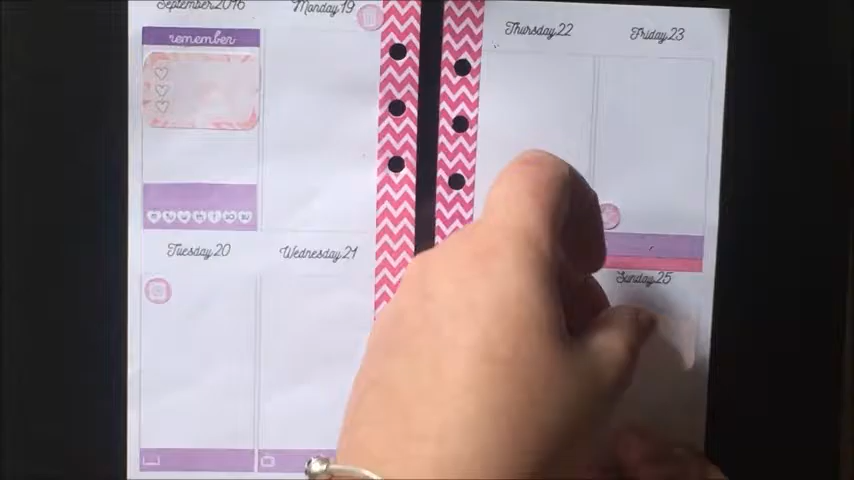 September 2016
Monday 19
remember
Tuesday 20
Wednesday 21
Thursday 22
Friday 23
Sunday 25